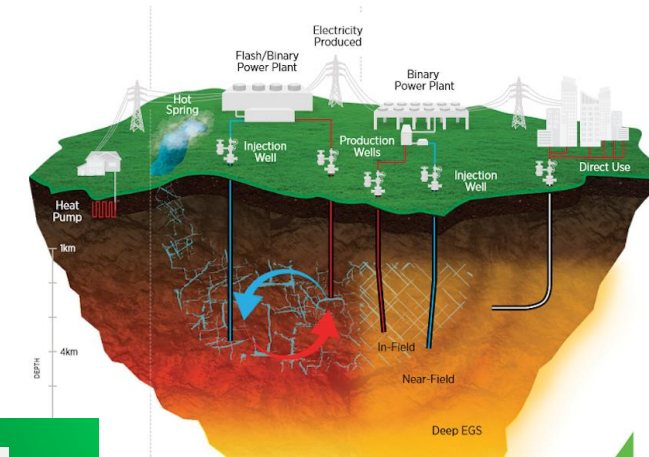 Electricity
Produced
Flash/Binary
Power Plant
Binary
Power Plant
Hot
Spring
Injection
Well
Production
Wells
Injection
Well
Direct Use
Heat
Pump
1km
4km
DEPTH
In-Field
Near-Field
Deep EGS